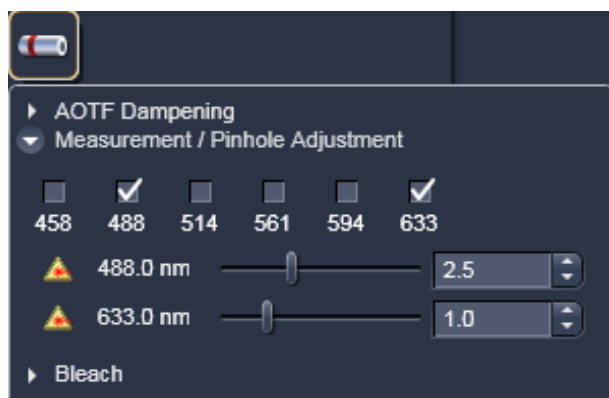 AOTF Dampening
Measurement / Pinhole Adjustment
458 488 514 561 594 633
488.0 nm 2.5
633.0 nm 1.0
Bleach